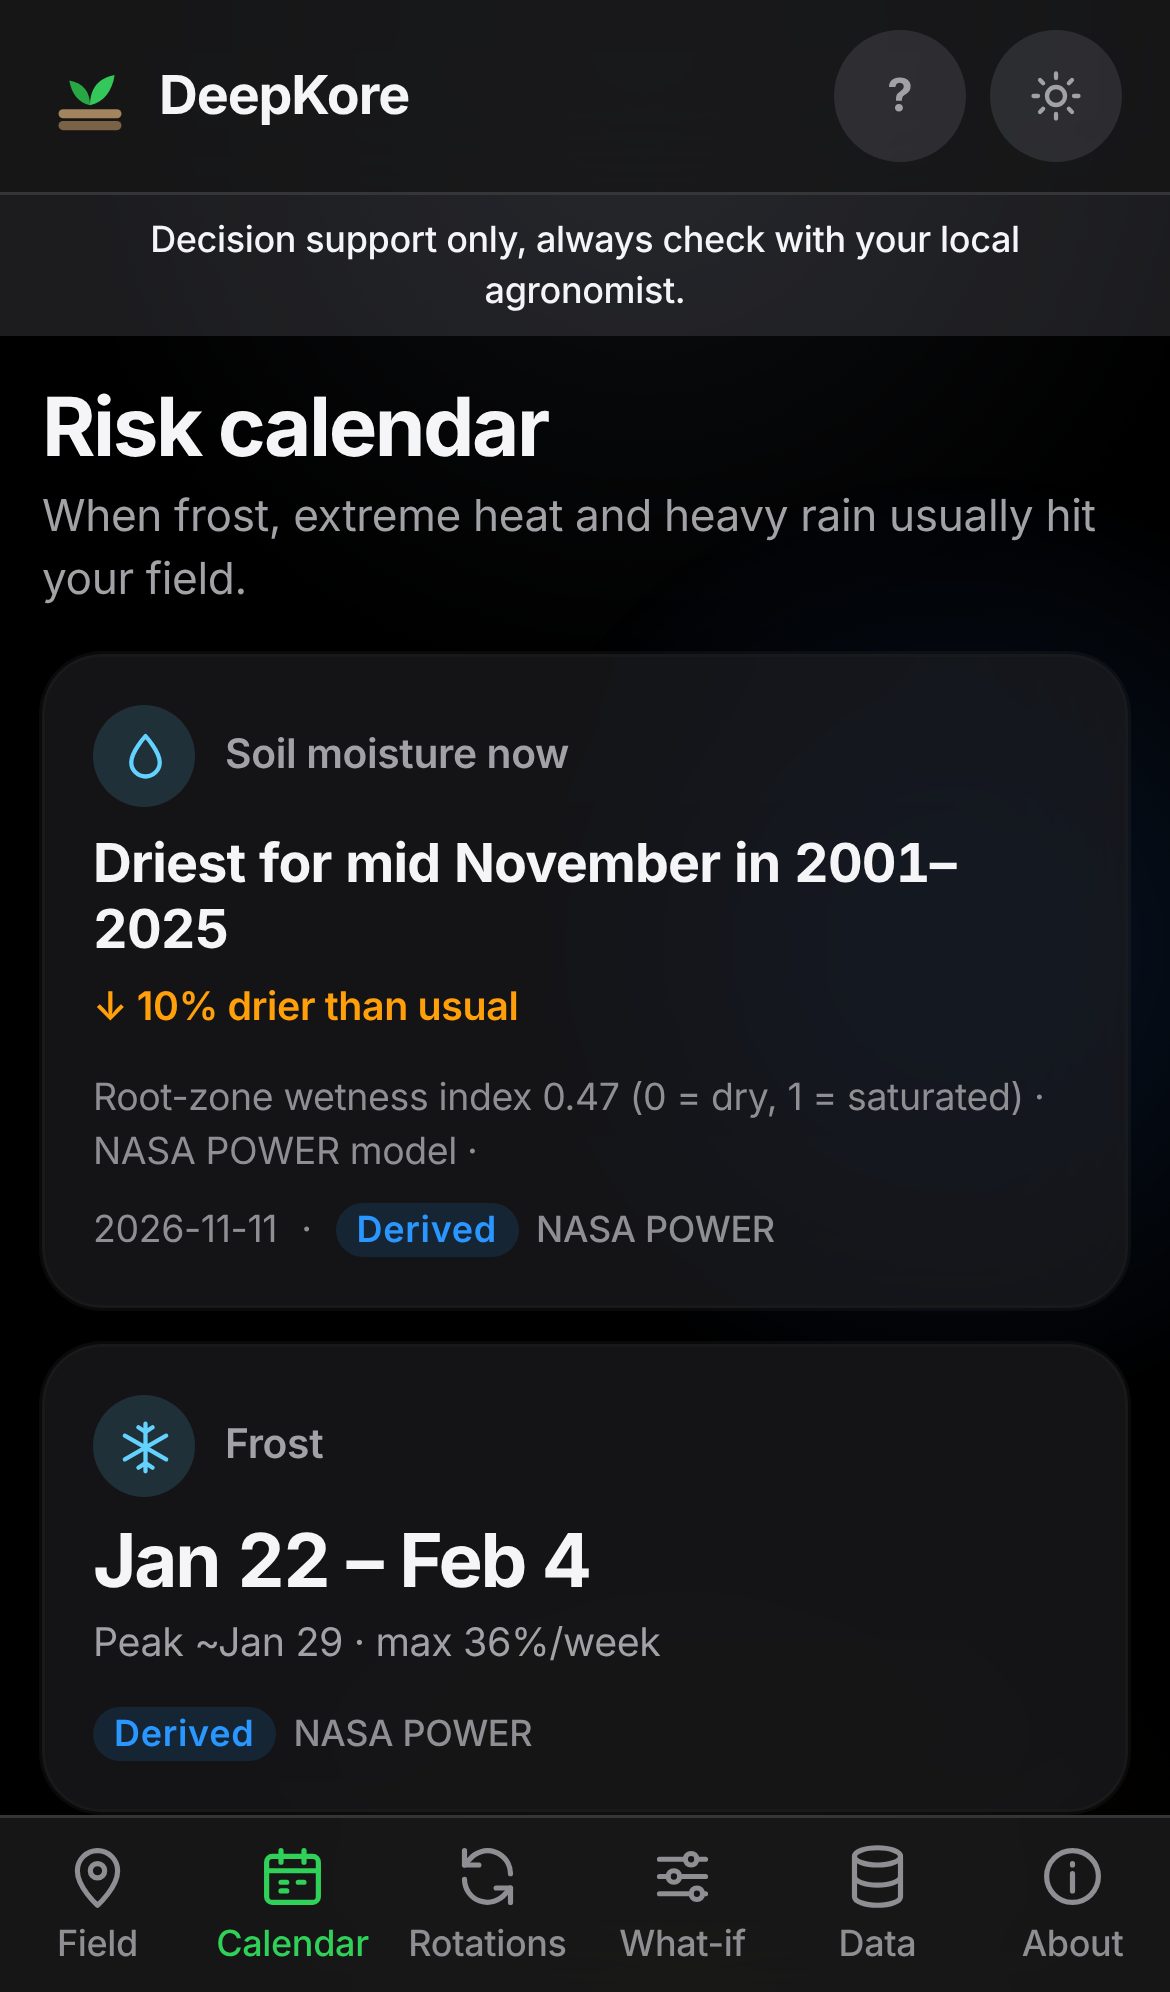 DeepKore
?
Decision support only, always check with your local
agronomist.
Risk calendar
When frost, extreme heat and heavy rain usually hit
your field.
Soil moisture now
Driest for mid November in 2001–
2025
↓ 10% drier than usual
Root-zone wetness index 0.47 (0 = dry, 1 = saturated) ·
NASA POWER model ·
2026-11-11 · Derived NASA POWER
Frost
Jan 22 – Feb 4
Peak ~Jan 29 · max 36%/week
Derived NASA POWER
Field Calendar Rotations What-if Data About